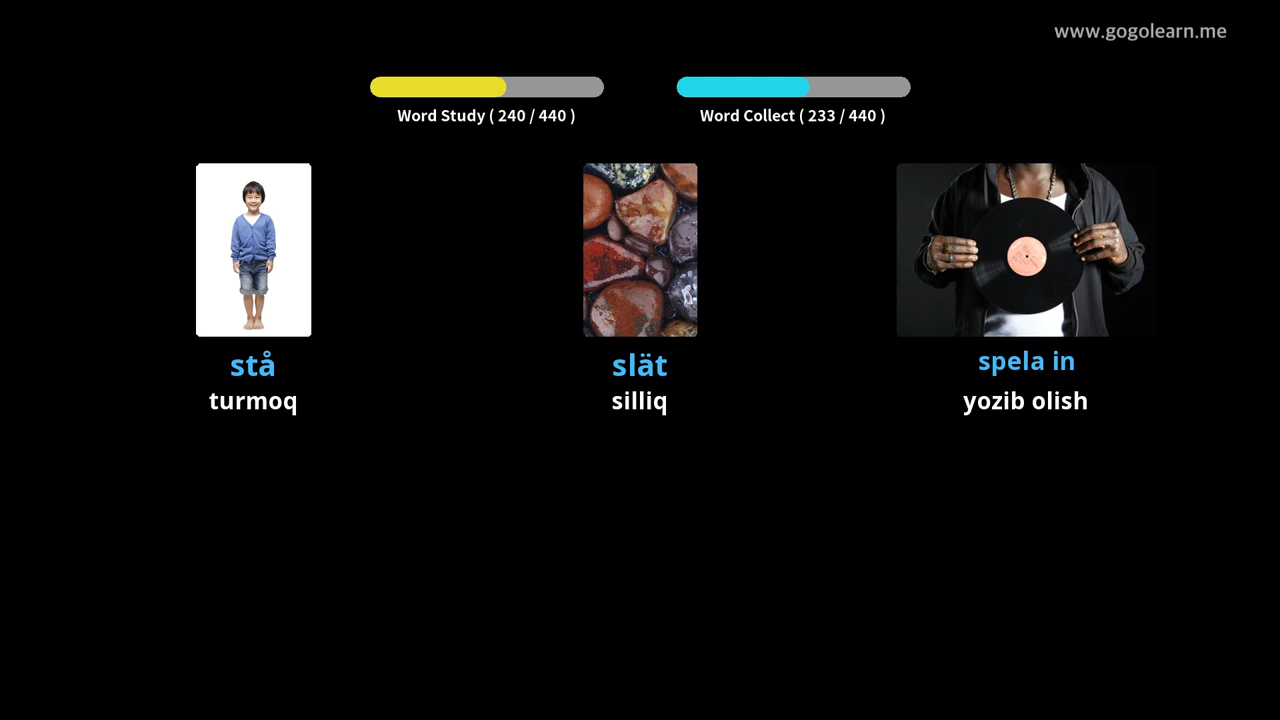 www.gogolearn.me
Word Study ( 240 / 440 )
Word Collect ( 233 / 440 )
stå
slät
spela in
turmoq
silliq
yozib olish